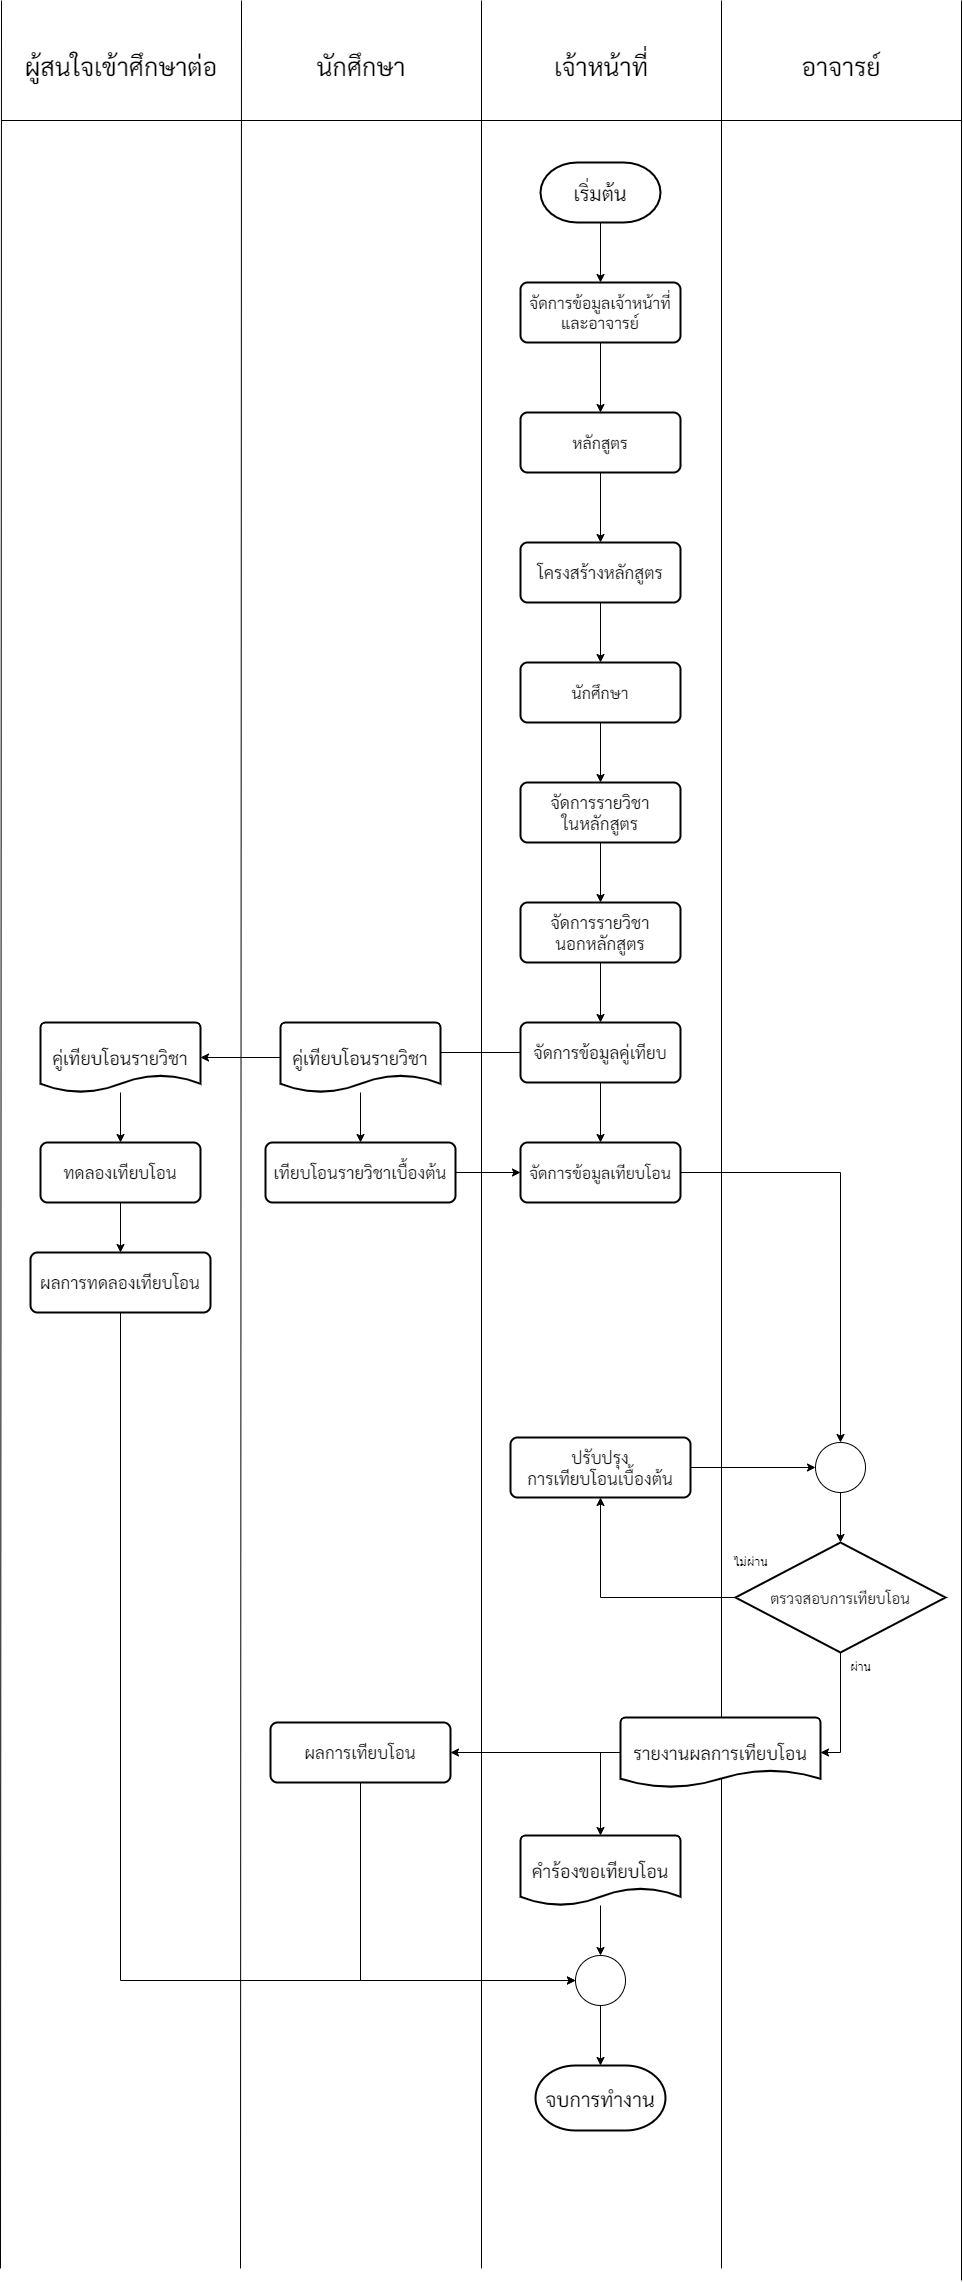 ผู้สนใจเข้าศึกษาต่อ
นักศึกษา
เจ้าหน้าที่
อาจารย์
เริ่มต้น
จัดการข้อมูลเจ้าหน้าที่
และอาจารย์
หลักสูตร
โครงสร้างหลักสูตร
นักศึกษา
จัดการรายวิชา
ในหลักสูตร
จัดการรายวิชา
นอกหลักสูตร
คู่เทียบโอนรายวิชา
คู่เทียบโอนรายวิชา
จัดการข้อมูลคู่เทียบ
ทดลองเทียบโอน
เทียบโอนรายวิชาเบื้องต้น
จัดการข้อมูลเทียบโอน
ผลการทดลองเทียบโอน
ปรับปรุง
การเทียบโอนเบื้องต้น
ไม่ผ่าน
ตรวจสอบการเทียบโอน
ผ่าน
ผลการเทียบโอน
รายงานผลการเทียบโอน
คำร้องขอเทียบโอน
จบการทำงาน